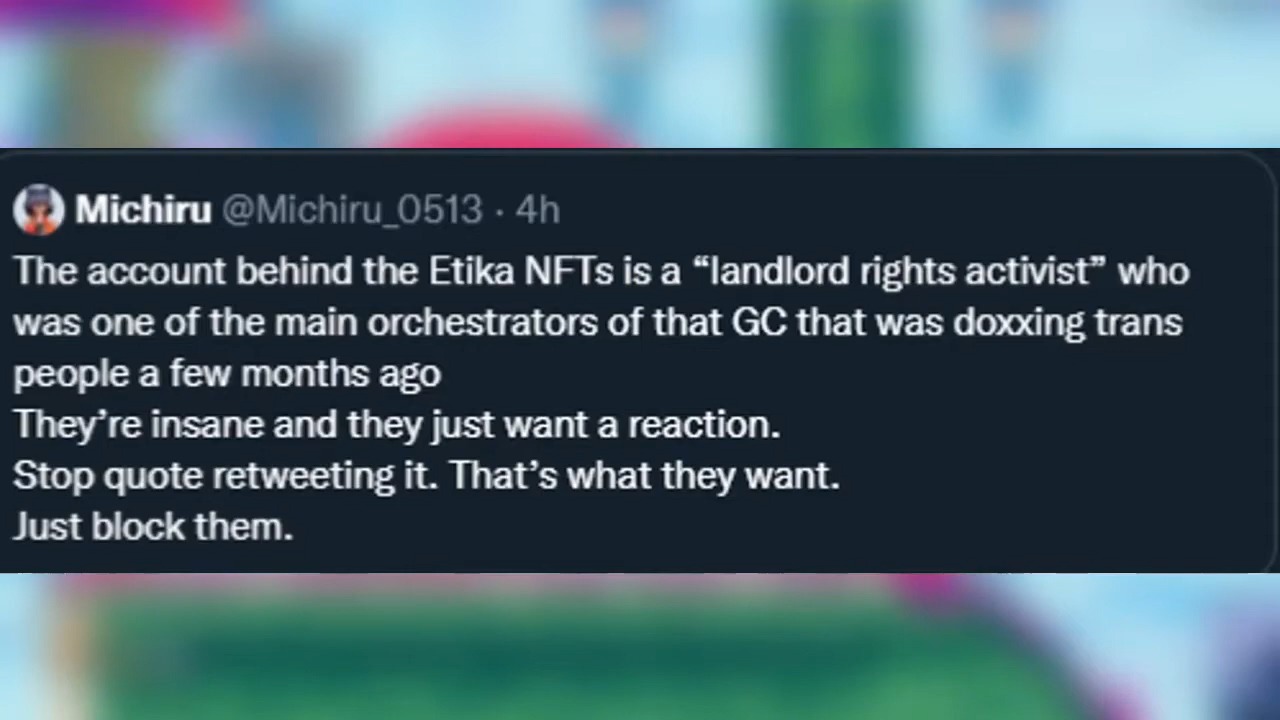 Michiru @Michiru_0513 · 4h
The account behind the Etika NFTs is a “landlord rights activist” who
was one of the main orchestrators of that GC that was doxxing trans
people a few months ago
They’re insane and they just want a reaction.
Stop quote retweeting it. That’s what they want.
Just block them.